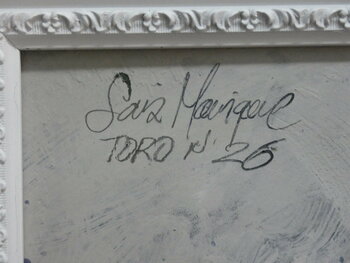 Saiz Manrique
TORO Nº 26